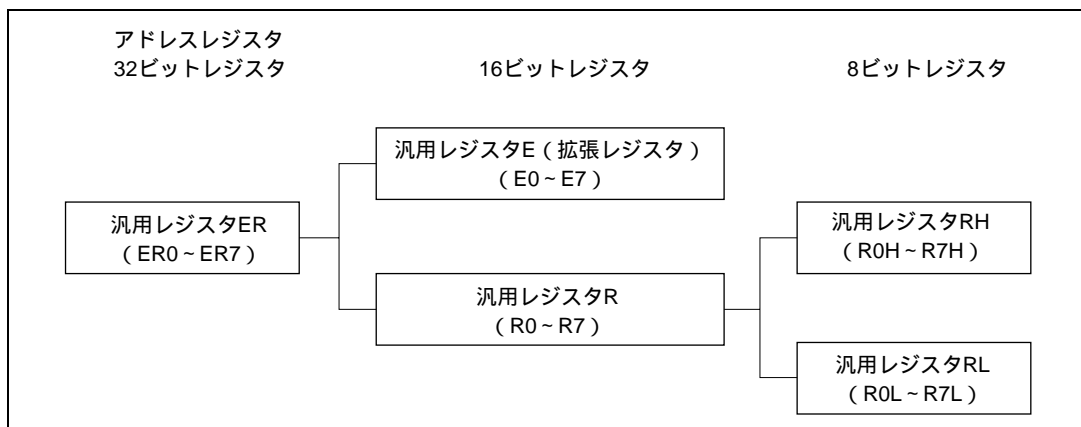 アドレスレジスタ
32ビットレジスタ
16ビットレジスタ
8ビットレジスタ
汎用レジスタER
（ER0～ER7）
汎用レジスタE（拡張レジスタ）
（E0～E7）
汎用レジスタR
（R0～R7）
汎用レジスタRH
（R0H～R7H）
汎用レジスタRL
（R0L～R7L）